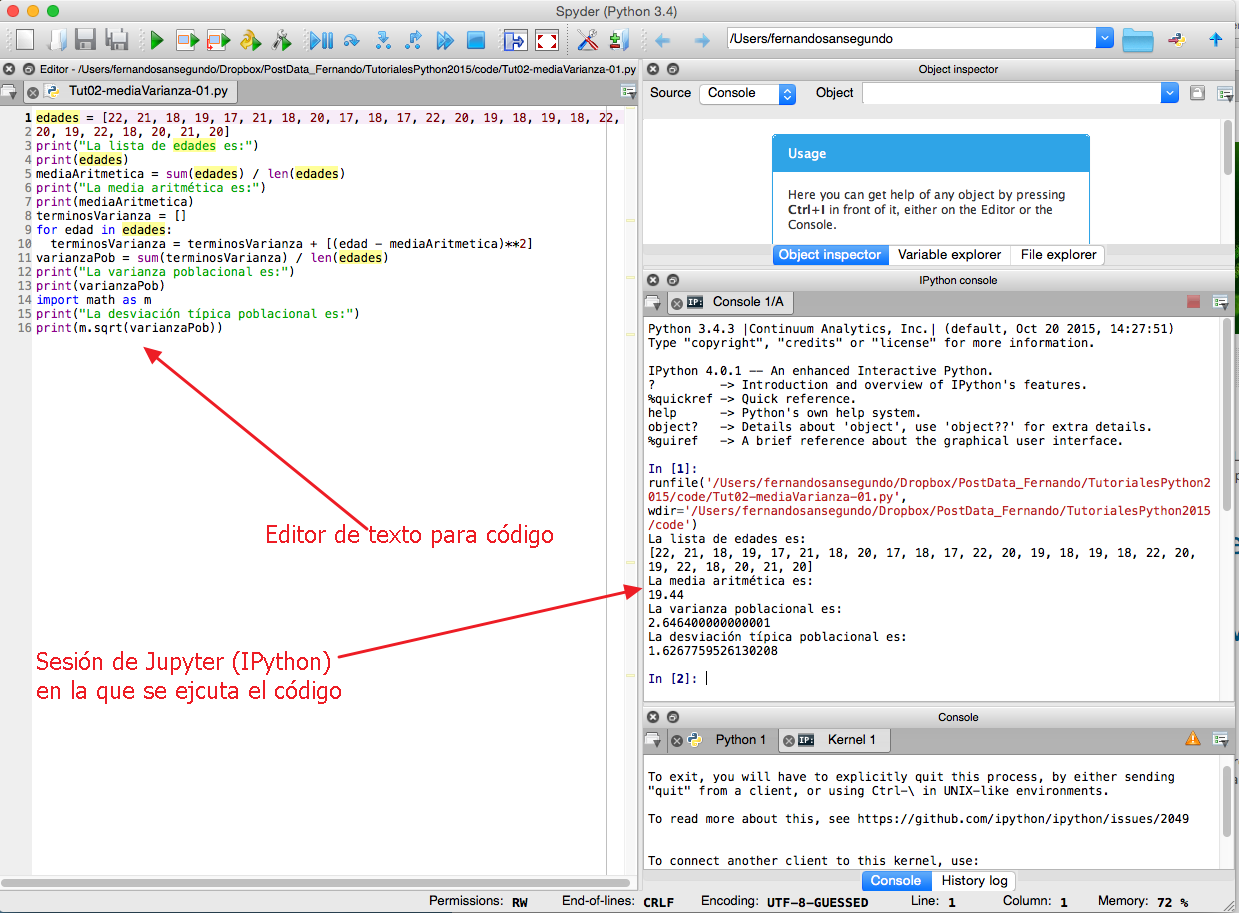 Spyder (Python 3.4)
/Users/fernandosansegundo
Editor - /Users/fernandosansegundo/Dropbox/PostData_Fernando/TutorialesPython2015/code/Tut02-mediaVarianza-01.py
Tut02-mediaVarianza-01.py
1 edades = [22, 21, 18, 19, 17, 21, 18, 20, 17, 18, 17, 22, 20, 19, 18, 19, 18, 22,
2 20, 19, 22, 18, 20, 21, 20]
3 print("La lista de edades es:")
4 print(edades)
5 mediaAritmetica = sum(edades) / len(edades)
6 print("La media aritmética es:")
7 print(mediaAritmetica)
8 terminosVarianza = []
9 for edad in edades:
10 terminosVarianza = terminosVarianza + [(edad - mediaAritmetica)**2]
11 varianzaPob = sum(terminosVarianza) / len(edades)
12 print("La varianza poblacional es:")
13 print(varianzaPob)
14 import math as m
15 print("La desviación típica poblacional es:")
16 print(m.sqrt(varianzaPob))
Editor de texto para código
Sesión de Jupyter (IPython)
en la que se ejcuta el código
Object inspector
Source Console Object
Usage
Here you can get help of any object by pressing
Ctrl+I in front of it, either on the Editor or the
Console.
Object inspector Variable explorer File explorer
IPython console
IP: Console 1/A
Python 3.4.3 |Continuum Analytics, Inc.| (default, Oct 20 2015, 14:27:51)
Type "copyright", "credits" or "license" for more information.
IPython 4.0.1 -- An enhanced Interactive Python.
? -> Introduction and overview of IPython's features.
%quickref -> Quick reference.
help -> Python's own help system.
object? -> Details about 'object', use 'object??' for extra details.
%guiref -> A brief reference about the graphical user interface.
In [1]:
runfile('/Users/fernandosansegundo/Dropbox/PostData_Fernando/TutorialesPython2
015/code/Tut02-mediaVarianza-01.py',
wdir='/Users/fernandosansegundo/Dropbox/PostData_Fernando/TutorialesPython2015
/code')
La lista de edades es:
[22, 21, 18, 19, 17, 21, 18, 20, 17, 18, 17, 22, 20, 19, 18, 19, 18, 22, 20,
19, 22, 18, 20, 21, 20]
La media aritmética es:
19.44
La varianza poblacional es:
2.646400000000001
La desviación típica poblacional es:
1.6267759526130208
In [2]:
Console
Python 1 IP: Kernel 1
To exit, you will have to explicitly quit this process, by either sending
"quit" from a client, or using Ctrl-\ in UNIX-like environments.
To read more about this, see https://github.com/ipython/ipython/issues/2049
To connect another client to this kernel, use:
Console History log
Permissions: RW End-of-lines: CRLF Encoding: UTF-8-GUESSED Line: 1 Column: 1 Memory: 72 %